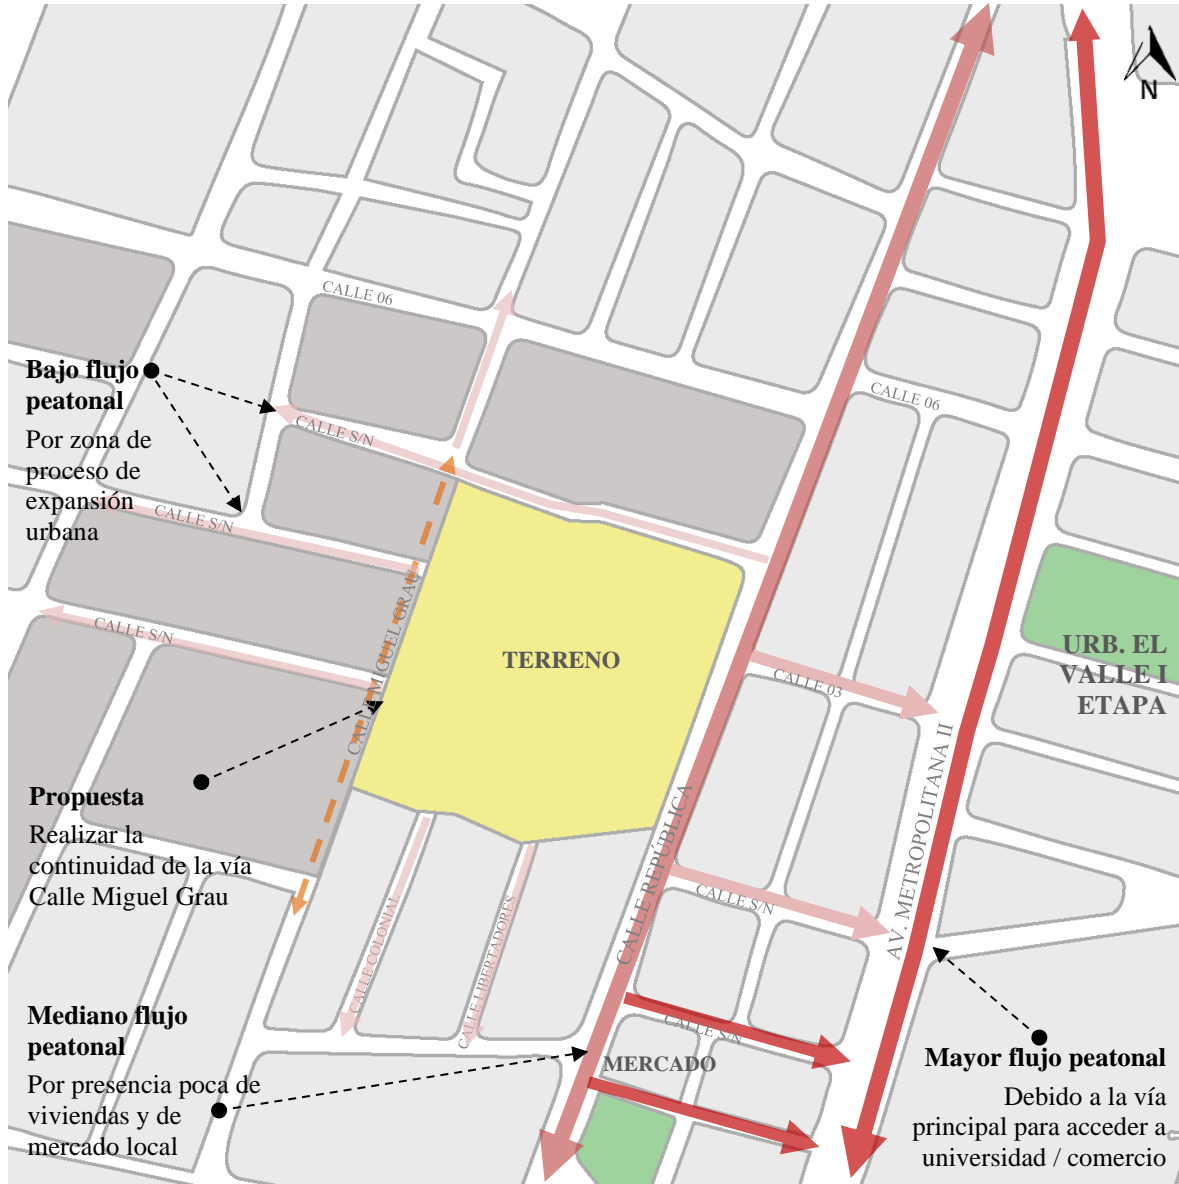 N
CALLE 06
Bajo flujo
peatonal
Por zona de
proceso de
expansión
urbana
CALLE 06
CALLE S/N
CALLE S/N
CALLE S/N
CALLE MIGUEL GRAU
TERRENO
URB. EL
VALLE I
ETAPA
CALLE 03
Propuesta
Realizar la
continuidad de la vía
Calle Miguel Grau
CALLE REPÚBLICA
AV. METROPOLITANA II
CALLE S/N
CALLE COLONIAL
CALLE LIBERTADORES
Mediano flujo
peatonal
Por presencia poca de
viviendas y de
mercado local
CALLE S/N
MERCADO
Mayor flujo peatonal
Debido a la vía
principal para acceder a
universidad / comercio